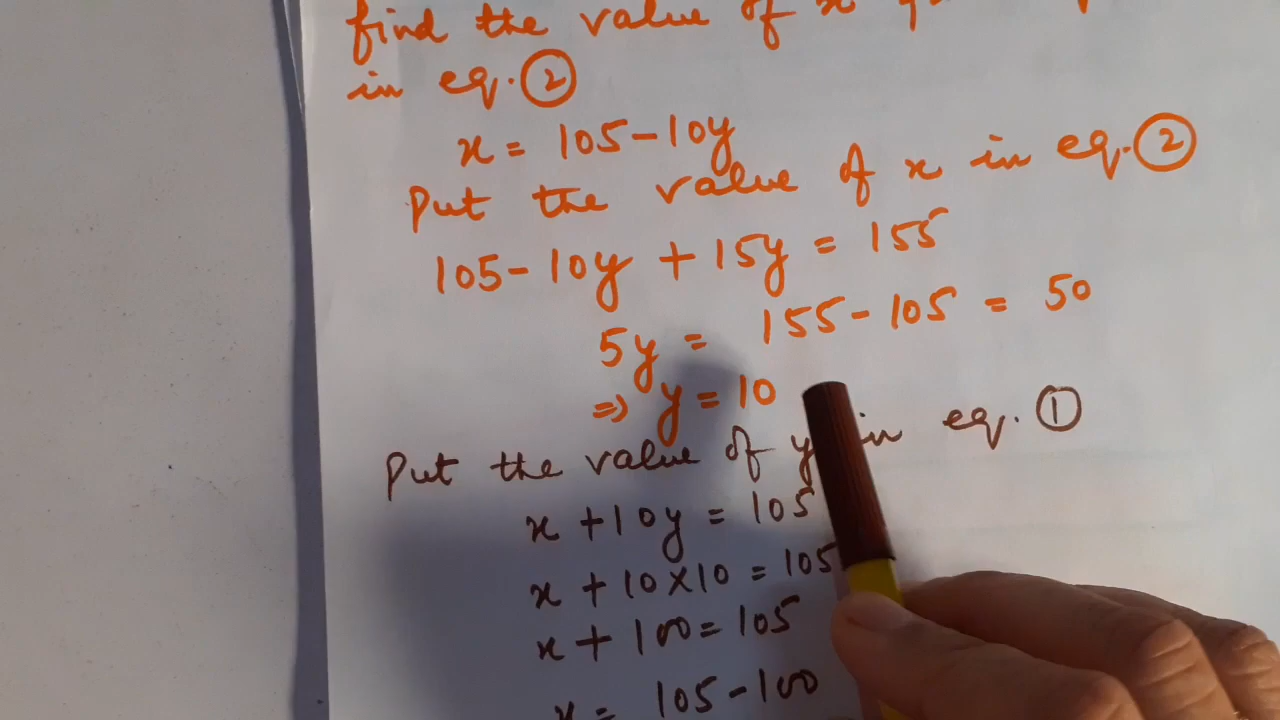 find the value of x
in eq. ②
x = 105-10y
Put the value of x in eq. ②
105-10y + 15y = 155
5y = 155-105 = 50
⇒ y = 10
Put the value of y in eq. ①
x + 10y = 105
x + 10×10 = 105
x + 100 = 105
x = 105-100